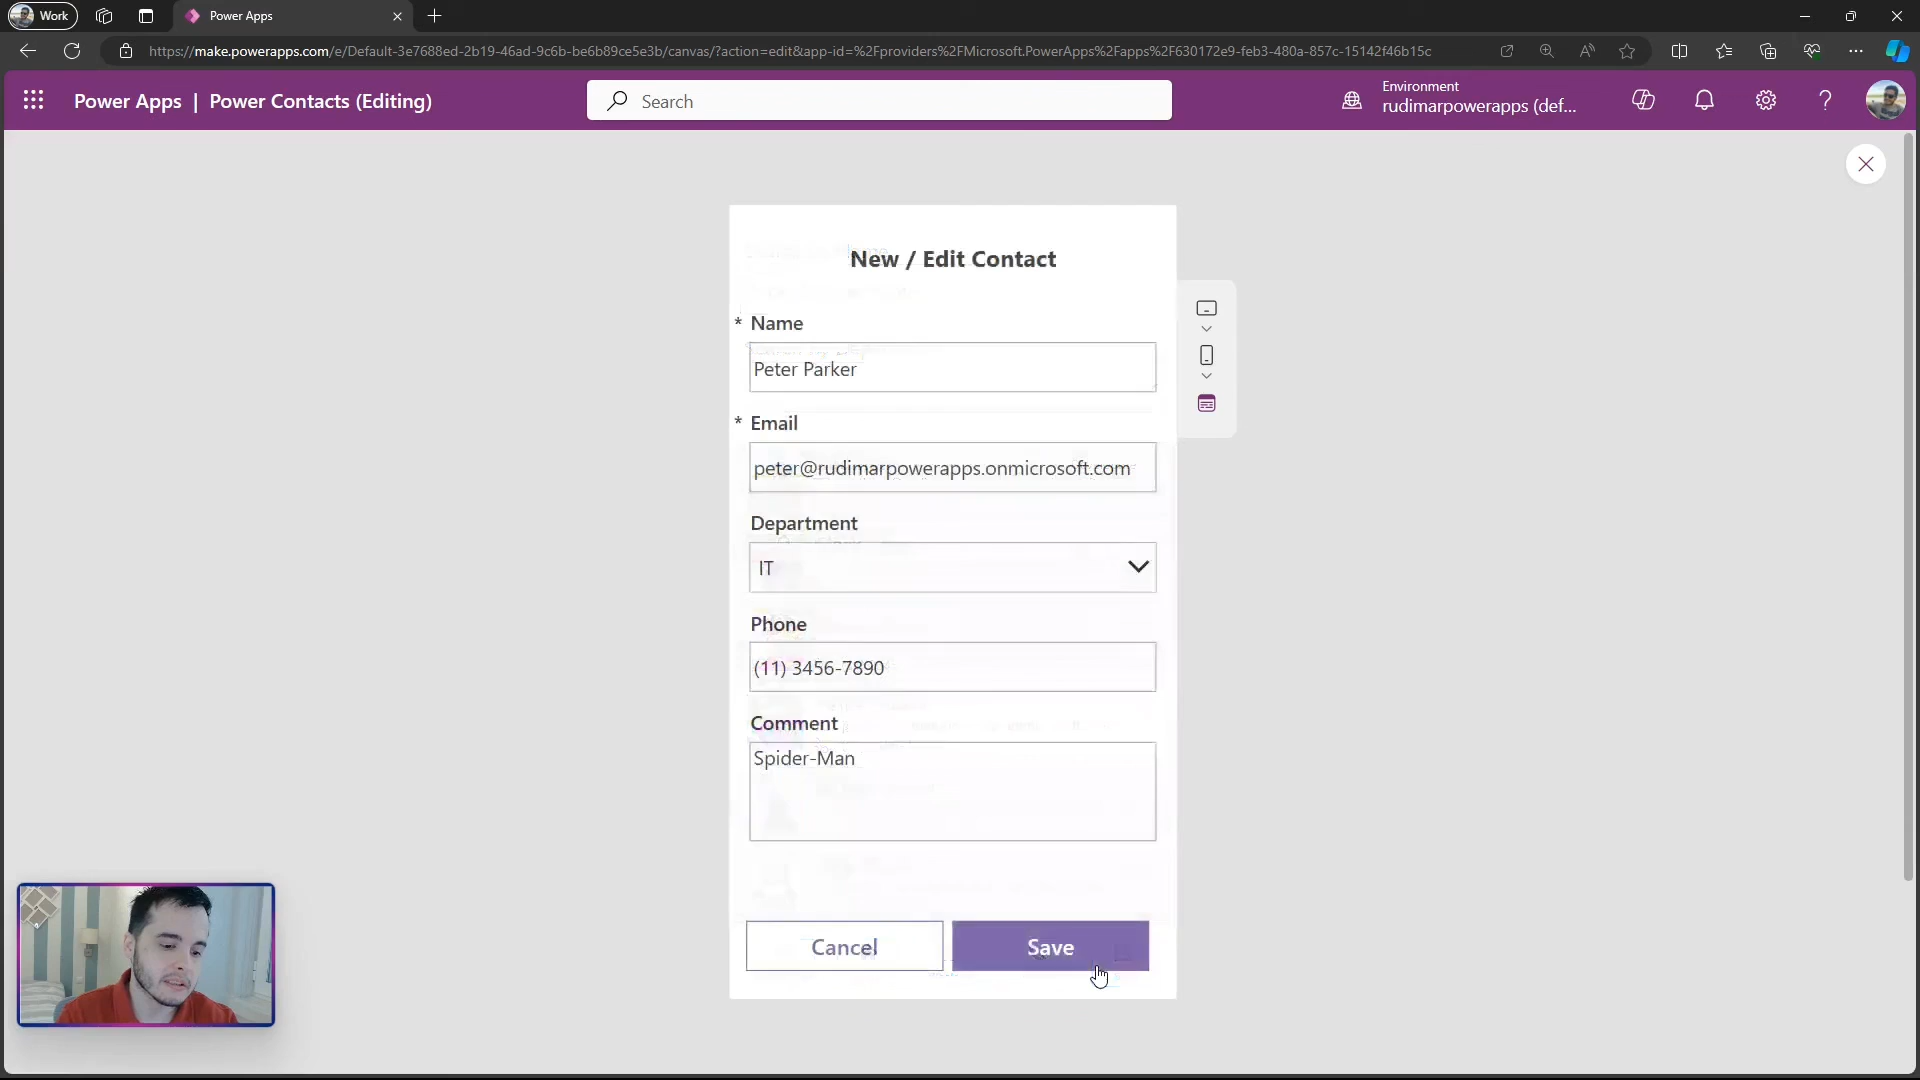 Work
Power Apps
https://make.powerapps.com/e/Default-3e7688ed-2b19-46ad-9c6b-be6b89ce5e3b/canvas/?action=edit&app-id=%2Fproviders%2FMicrosoft.PowerApps%2Fapps%2F630172e9-feb3-480a-857c-15142f46b15c
Power Apps | Power Contacts (Editing)
Search
Environment
rudimarpowerapps (def...
New / Edit Contact
* Name
Peter Parker
* Email
peter@rudimarpowerapps.onmicrosoft.com
Department
IT
Phone
(11) 3456-7890
Comment
Spider-Man
Cancel
Save